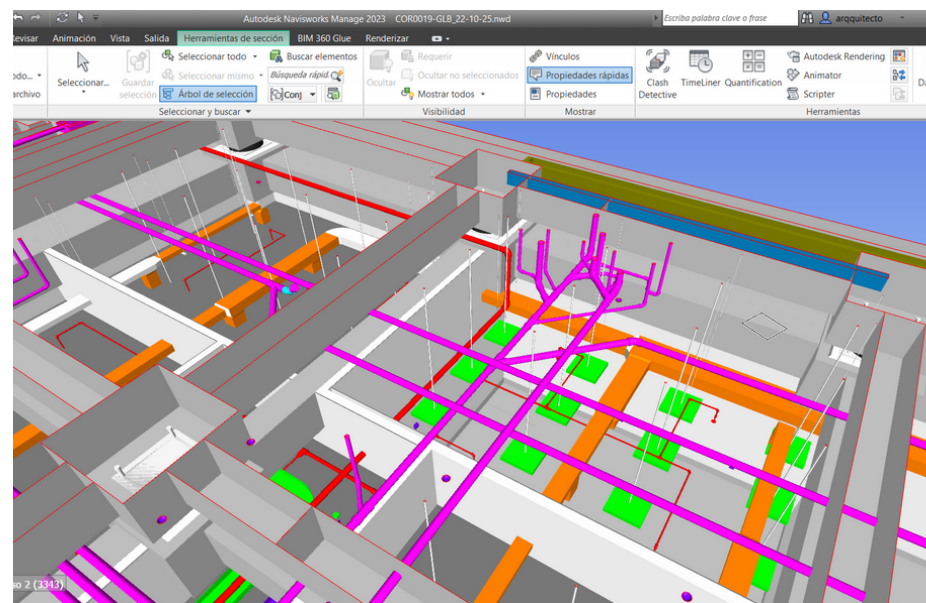 Autodesk Navisworks Manage 2023 COR0019-GLB_22-10-25.nwd
Escriba palabra clave o frase
arqquitecto
Revisar Animación Vista Salida Herramientas de sección BIM 360 Glue Renderizar
Seleccionar...
Guardar selección
Seleccionar todo
Seleccionar mismo
Árbol de selección
Buscar elementos
Búsqueda rápid
Conj
Seleccionar y buscar
Ocultar
Requerir
Ocultar no seleccionados
Mostrar todos
Visibilidad
Vínculos
Propiedades rápidas
Propiedades
Mostrar
Clash Detective
TimeLiner
Quantification
Autodesk Rendering
Animator
Scripter
Herramientas
so 2 (3343)